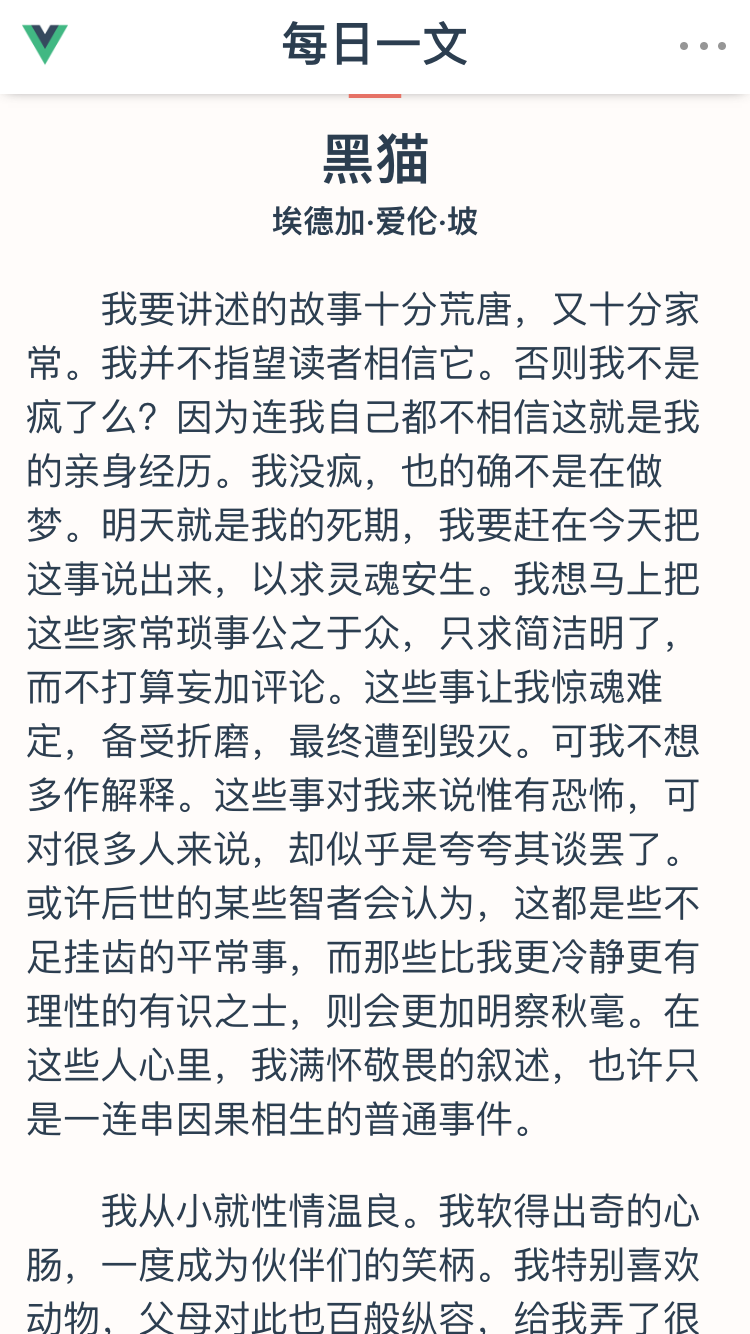 每日一文
黑猫
埃德加·爱伦·坡
我要讲述的故事十分荒唐，又十分家
常。我并不指望读者相信它。否则我不是
疯了么？因为连我自己都不相信这就是我
的亲身经历。我没疯，也的确不是在做
梦。明天就是我的死期，我要赶在今天把
这事说出来，以求灵魂安生。我想马上把
这些家常琐事公之于众，只求简洁明了，
而不打算妄加评论。这些事让我惊魂难
定，备受折磨，最终遭到毁灭。可我不想
多作解释。这些事对我来说惟有恐怖，可
对很多人来说，却似乎是夸夸其谈罢了。
或许后世的某些智者会认为，这都是些不
足挂齿的平常事，而那些比我更冷静更有
理性的有识之士，则会更加明察秋毫。在
这些人心里，我满怀敬畏的叙述，也许只
是一连串因果相生的普通事件。
我从小就性情温良。我软得出奇的心
肠，一度成为伙伴们的笑柄。我特别喜欢
动物，父母对此也百般纵容，给我弄了很